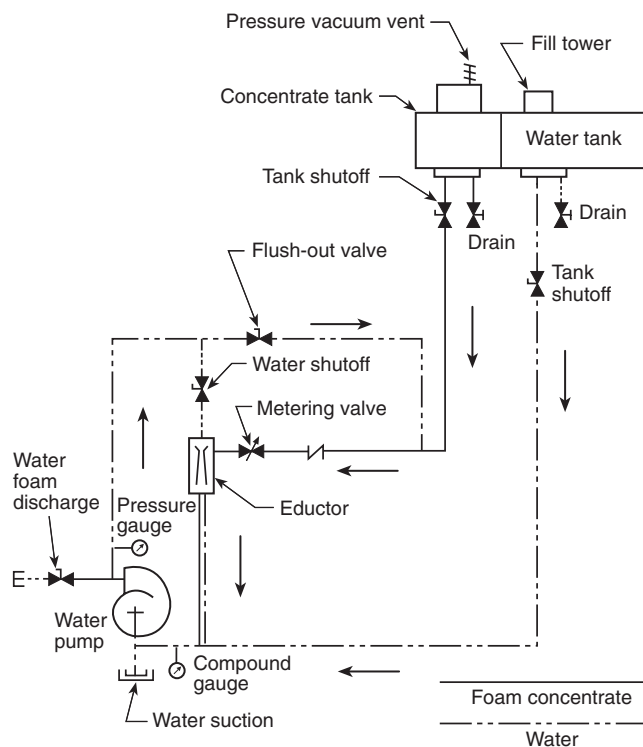 Pressure vacuum vent
Fill tower
Concentrate tank
Water tank
Tank shutoff
Drain
Drain
Flush-out valve
Tank
shutoff
Water shutoff
Metering valve
Water
foam
discharge
Pressure
gauge
Eductor
Water
pump
Compound
gauge
Water suction
Foam concentrate
Water